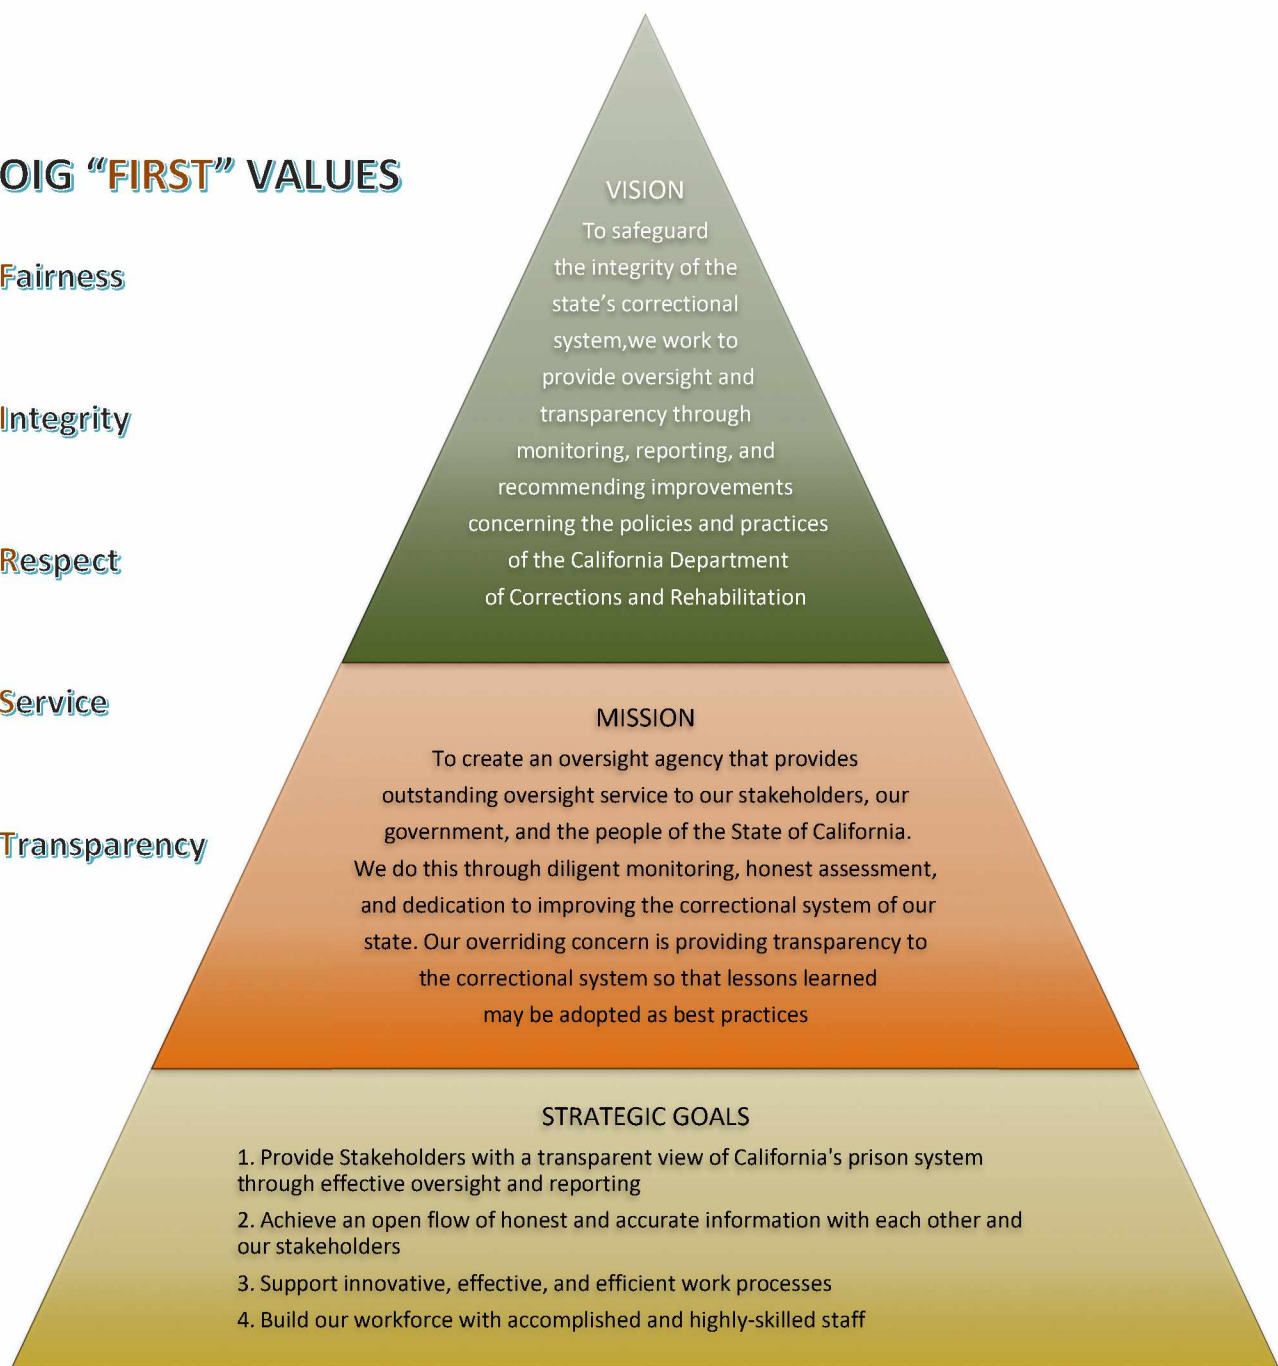 OIG “FIRST” VALUES
Fairness
Integrity
Respect
Service
Transparency
VISION
To safeguard
the integrity of the
state’s correctional
system,we work to
provide oversight and
transparency through
monitoring, reporting, and
recommending improvements
concerning the policies and practices
of the California Department
of Corrections and Rehabilitation
MISSION
To create an oversight agency that provides
outstanding oversight service to our stakeholders, our
government, and the people of the State of California.
We do this through diligent monitoring, honest assessment,
and dedication to improving the correctional system of our
state. Our overriding concern is providing transparency to
the correctional system so that lessons learned
may be adopted as best practices
STRATEGIC GOALS
1. Provide Stakeholders with a transparent view of California's prison system
through effective oversight and reporting
2. Achieve an open flow of honest and accurate information with each other and
our stakeholders
3. Support innovative, effective, and efficient work processes
4. Build our workforce with accomplished and highly-skilled staff